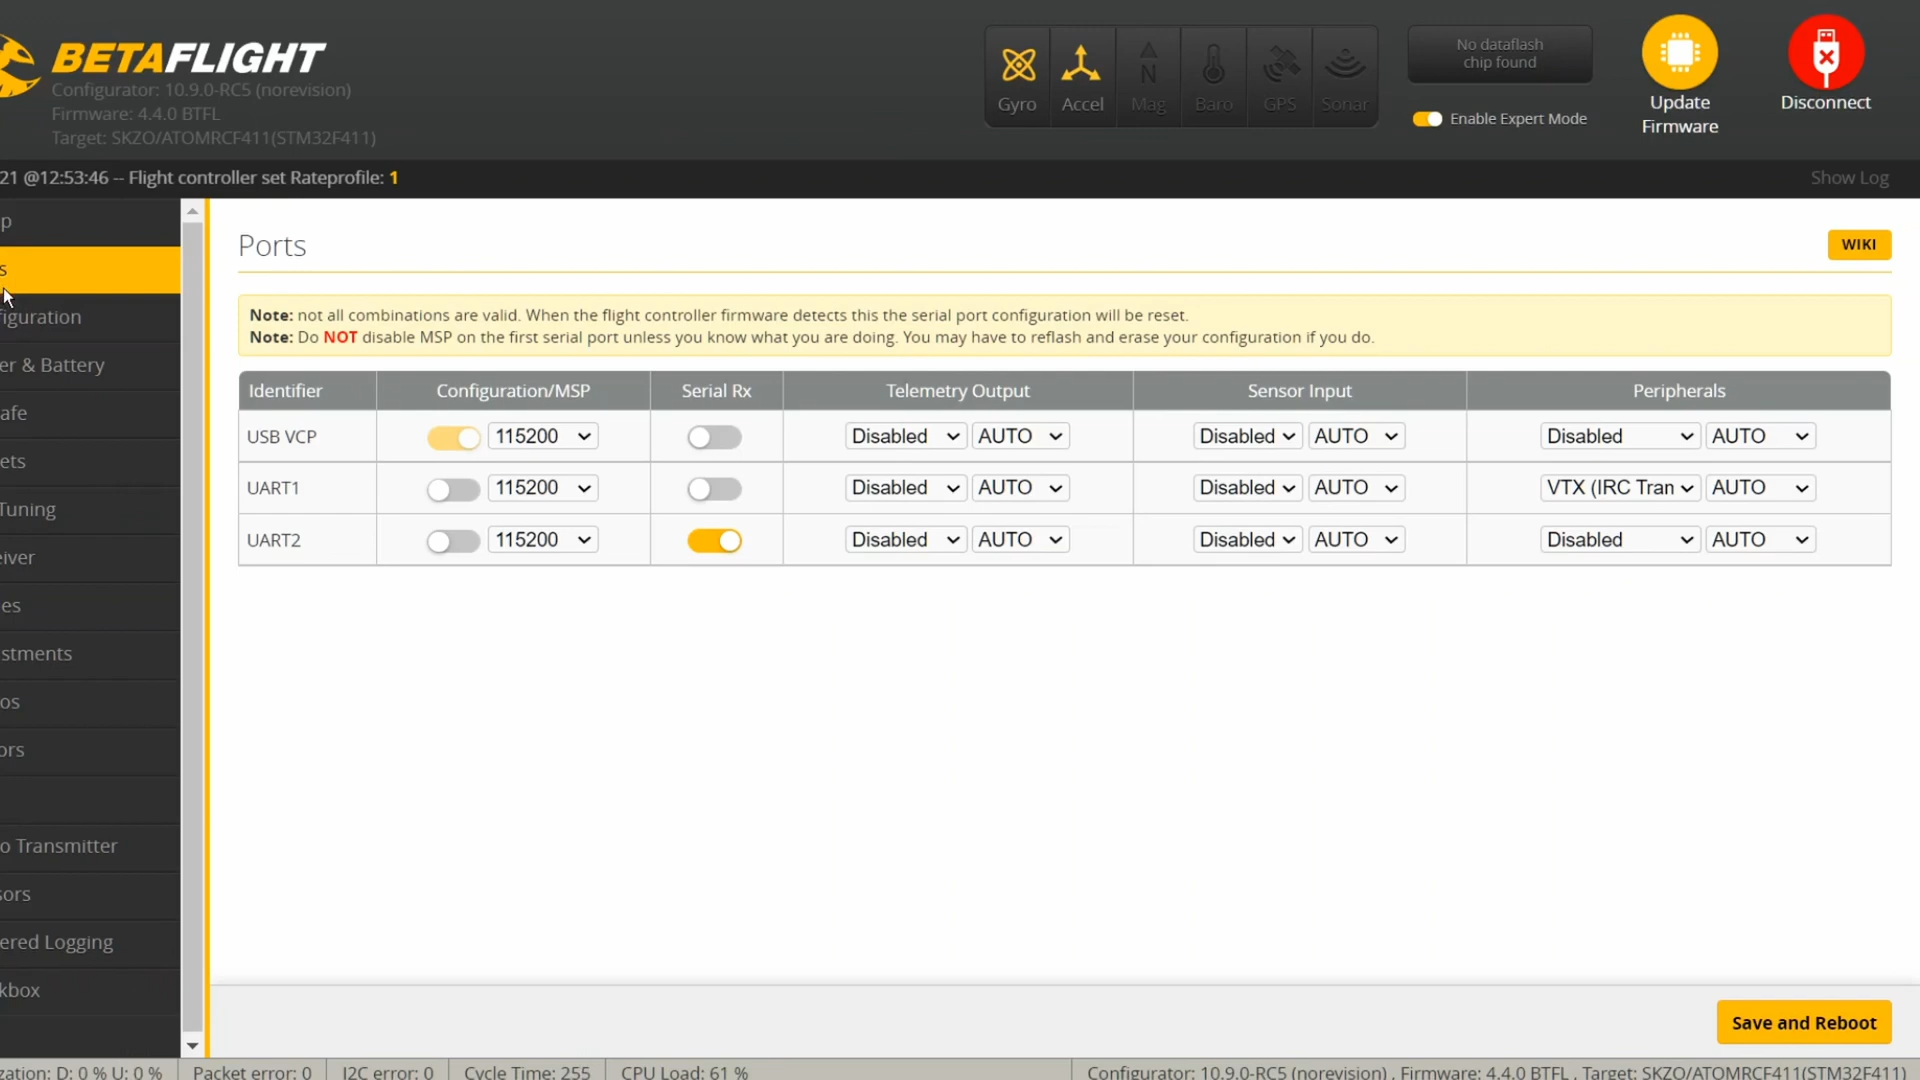 BETAFLIGHT
Configurator: 10.9.0-RC5 (norevision)
Firmware: 4.4.0 BTFL
Target: SKZO/ATOMRCF411(STM32F411)
Gyro Accel Mag Baro GPS Sonar
No dataflash
chip found
Enable Expert Mode
Update
Firmware
Disconnect
21 @12:53:46 -- Flight controller set Rateprofile: 1
Show Log
p
s
figuration
er & Battery
afe
ets
Tuning
eiver
es
stments
os
ors
o Transmitter
sors
ered Logging
kbox
Ports
WIKI
Note: not all combinations are valid. When the flight controller firmware detects this the serial port configuration will be reset.
Note: Do NOT disable MSP on the first serial port unless you know what you are doing. You may have to reflash and erase your configuration if you do.
Identifier Configuration/MSP Serial Rx Telemetry Output Sensor Input Peripherals
USB VCP 115200 Disabled AUTO Disabled AUTO Disabled AUTO
UART1 115200 Disabled AUTO Disabled AUTO VTX (IRC Tran AUTO
UART2 115200 Disabled AUTO Disabled AUTO Disabled AUTO
Save and Reboot
zation: D: 0 % U: 0 % Packet error: 0 I2C error: 0 Cycle Time: 255 CPU Load: 61 % Configurator: 10.9.0-RC5 (norevision) , Firmware: 4.4.0 BTFL , Target: SKZO/ATOMRCF411(STM32F411)